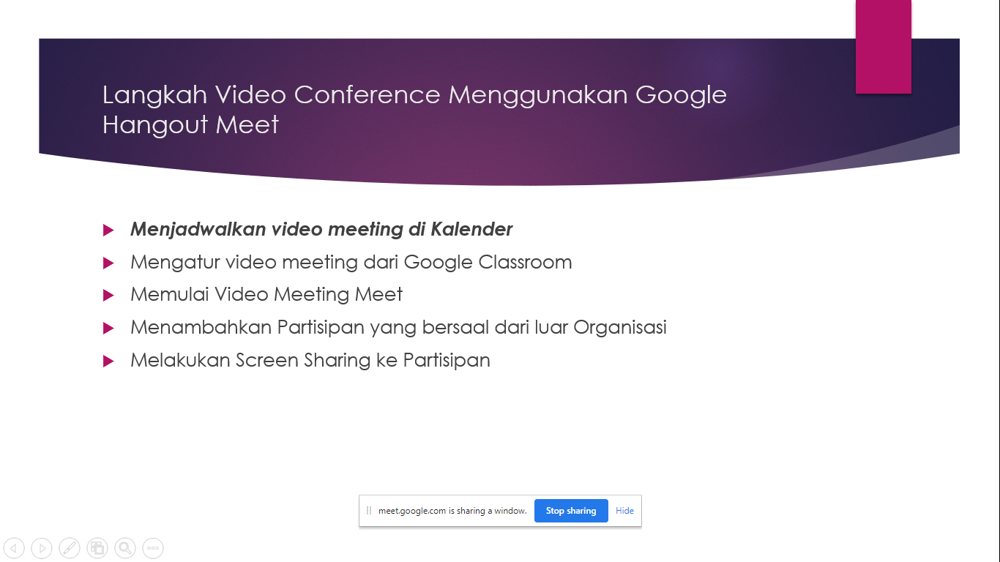 Langkah Video Conference Menggunakan Google
Hangout Meet
Menjadwalkan video meeting di Kalender
Mengatur video meeting dari Google Classroom
Memulai Video Meeting Meet
Menambahkan Partisipan yang bersaal dari luar Organisasi
Melakukan Screen Sharing ke Partisipan
meet.google.com is sharing a window. Stop sharing Hide